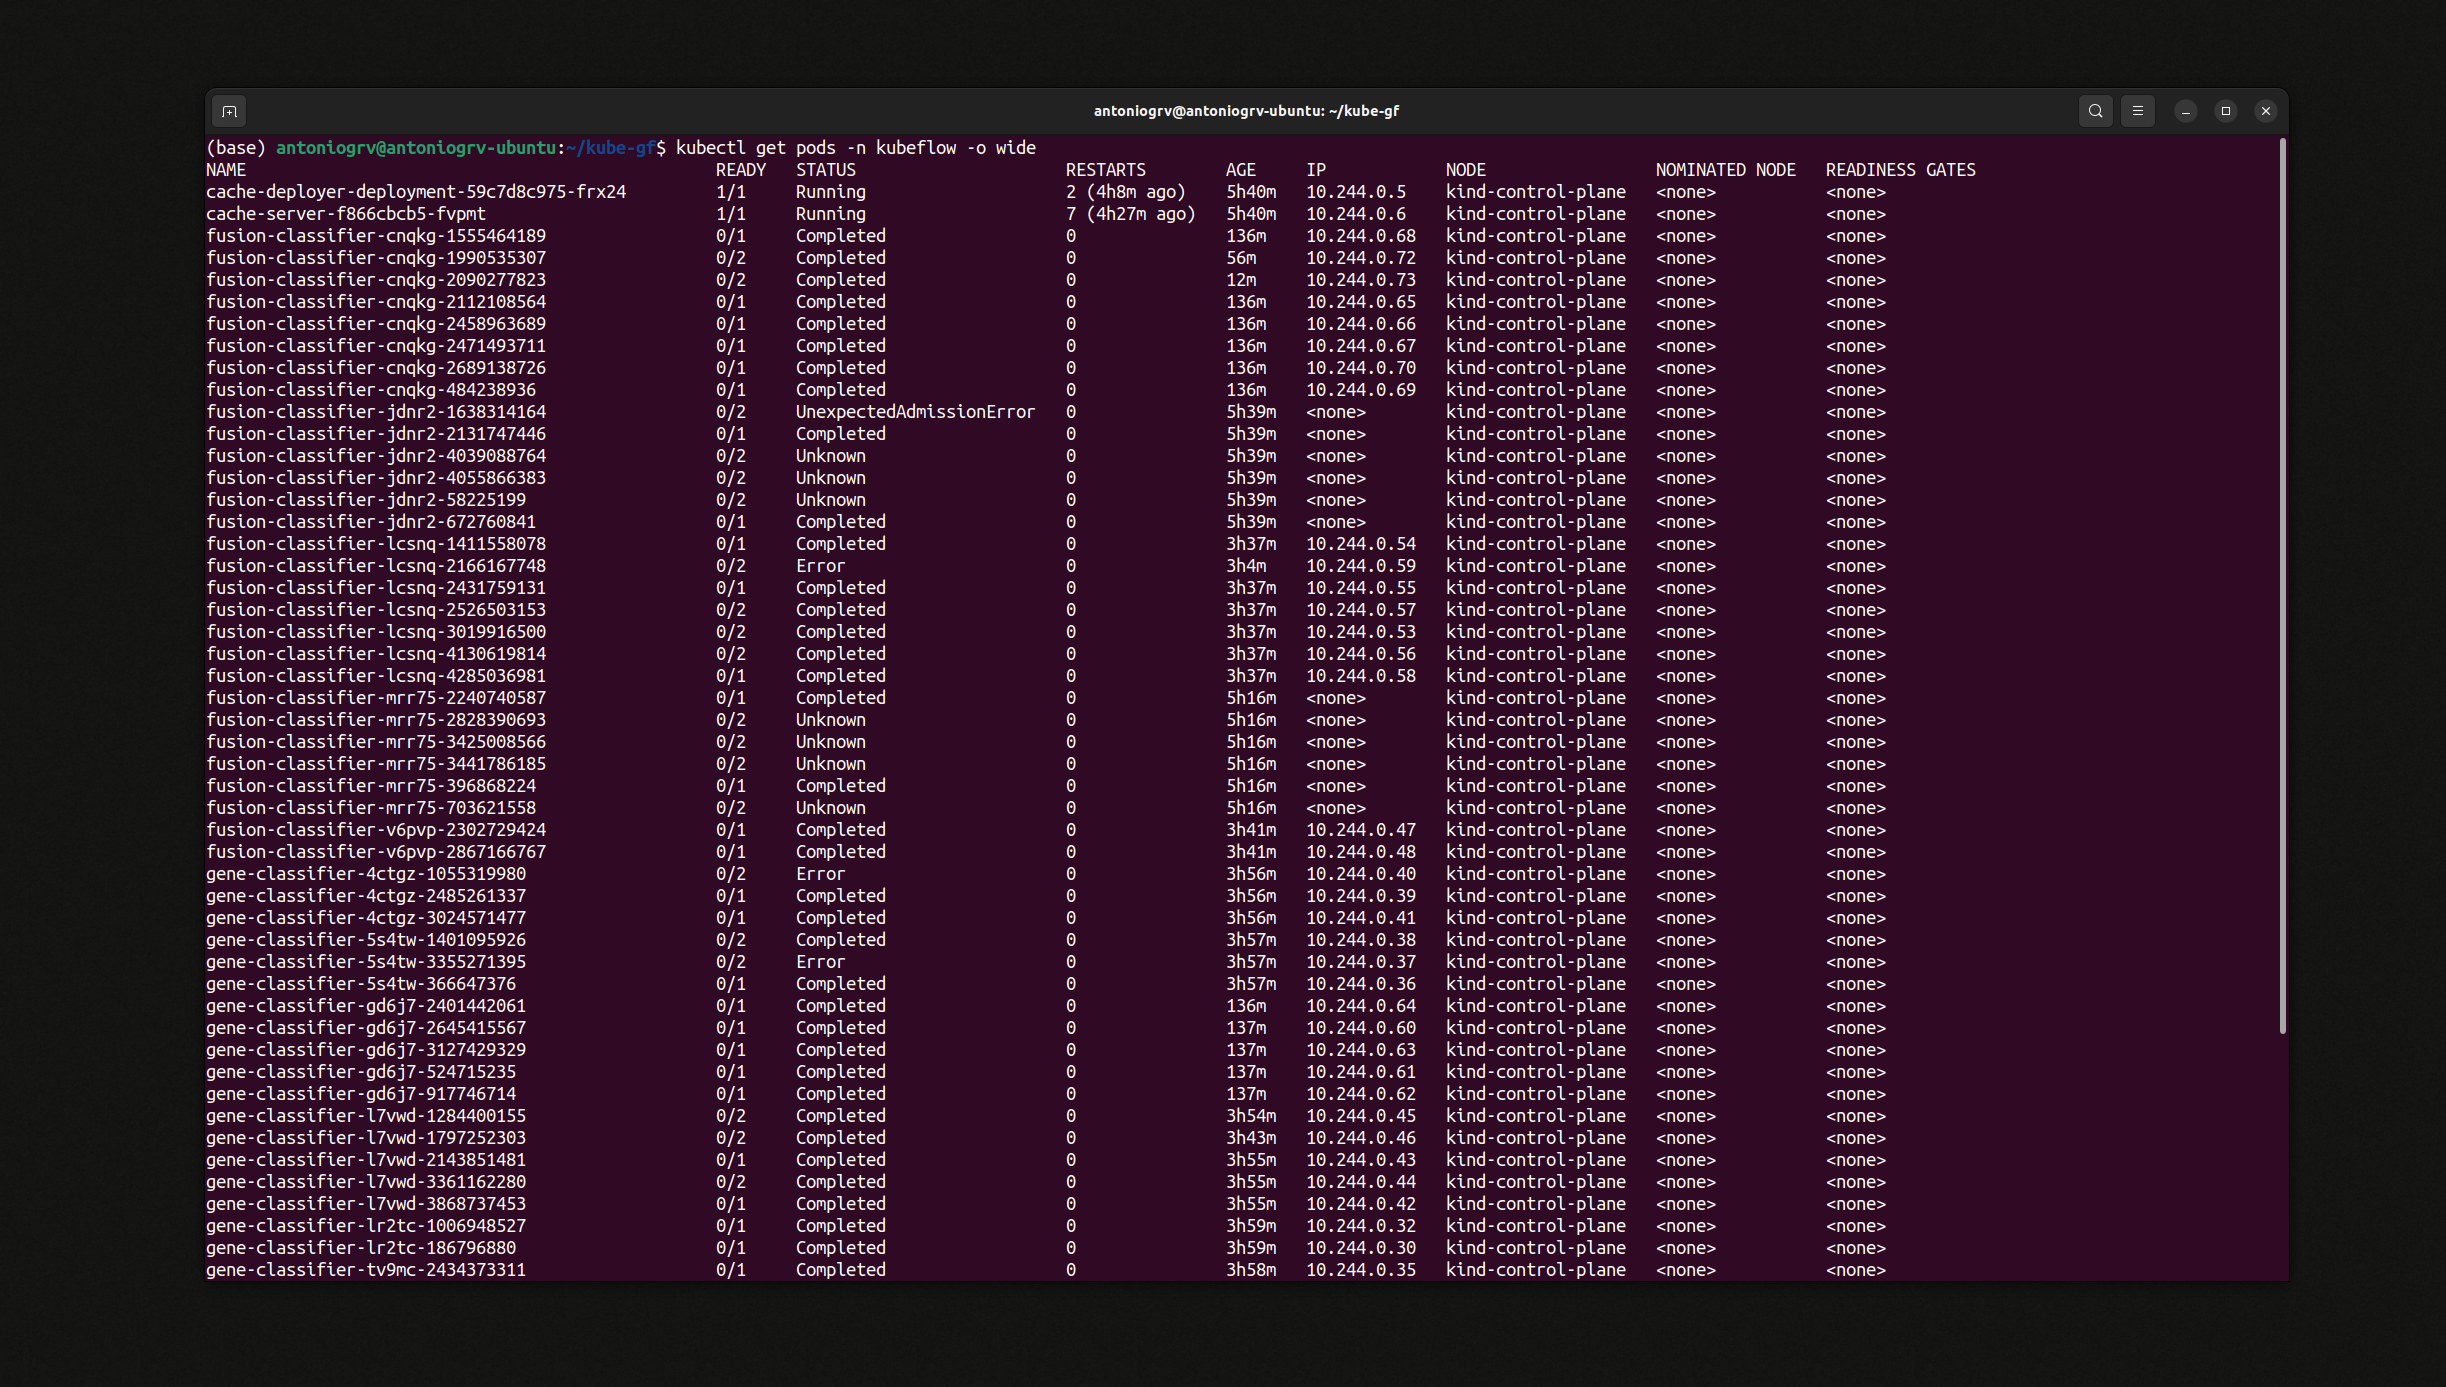 antoniogrv@antoniogrv-ubuntu: ~/kube-gf
(base) antoniogrv@antoniogrv-ubuntu:~/kube-gf$ kubectl get pods -n kubeflow -o wide
NAME READY STATUS RESTARTS AGE IP NODE NOMINATED NODE READINESS GATES
cache-deployer-deployment-59c7d8c975-frx24 1/1 Running 2 (4h8m ago) 5h40m 10.244.0.5 kind-control-plane <none> <none>
cache-server-f866cbcb5-fvpmt 1/1 Running 7 (4h27m ago) 5h40m 10.244.0.6 kind-control-plane <none> <none>
fusion-classifier-cnqkg-1555464189 0/1 Completed 0 136m 10.244.0.68 kind-control-plane <none> <none>
fusion-classifier-cnqkg-1990535307 0/2 Completed 0 56m 10.244.0.72 kind-control-plane <none> <none>
fusion-classifier-cnqkg-2090277823 0/2 Completed 0 12m 10.244.0.73 kind-control-plane <none> <none>
fusion-classifier-cnqkg-2112108564 0/1 Completed 0 136m 10.244.0.65 kind-control-plane <none> <none>
fusion-classifier-cnqkg-2458963689 0/1 Completed 0 136m 10.244.0.66 kind-control-plane <none> <none>
fusion-classifier-cnqkg-2471493711 0/1 Completed 0 136m 10.244.0.67 kind-control-plane <none> <none>
fusion-classifier-cnqkg-2689138726 0/1 Completed 0 136m 10.244.0.70 kind-control-plane <none> <none>
fusion-classifier-cnqkg-484238936 0/1 Completed 0 136m 10.244.0.69 kind-control-plane <none> <none>
fusion-classifier-jdnr2-1638314164 0/2 UnexpectedAdmissionError 0 5h39m <none> kind-control-plane <none> <none>
fusion-classifier-jdnr2-2131747446 0/1 Completed 0 5h39m <none> kind-control-plane <none> <none>
fusion-classifier-jdnr2-4039088764 0/2 Unknown 0 5h39m <none> kind-control-plane <none> <none>
fusion-classifier-jdnr2-4055866383 0/2 Unknown 0 5h39m <none> kind-control-plane <none> <none>
fusion-classifier-jdnr2-58225199 0/2 Unknown 0 5h39m <none> kind-control-plane <none> <none>
fusion-classifier-jdnr2-672760841 0/1 Completed 0 5h39m <none> kind-control-plane <none> <none>
fusion-classifier-lcsnq-1411558078 0/1 Completed 0 3h37m 10.244.0.54 kind-control-plane <none> <none>
fusion-classifier-lcsnq-2166167748 0/2 Error 0 3h4m 10.244.0.59 kind-control-plane <none> <none>
fusion-classifier-lcsnq-2431759131 0/1 Completed 0 3h37m 10.244.0.55 kind-control-plane <none> <none>
fusion-classifier-lcsnq-2526503153 0/2 Completed 0 3h37m 10.244.0.57 kind-control-plane <none> <none>
fusion-classifier-lcsnq-3019916500 0/2 Completed 0 3h37m 10.244.0.53 kind-control-plane <none> <none>
fusion-classifier-lcsnq-4130619814 0/2 Completed 0 3h37m 10.244.0.56 kind-control-plane <none> <none>
fusion-classifier-lcsnq-4285036981 0/1 Completed 0 3h37m 10.244.0.58 kind-control-plane <none> <none>
fusion-classifier-mrr75-2240740587 0/1 Completed 0 5h16m <none> kind-control-plane <none> <none>
fusion-classifier-mrr75-2828390693 0/2 Unknown 0 5h16m <none> kind-control-plane <none> <none>
fusion-classifier-mrr75-3425008566 0/2 Unknown 0 5h16m <none> kind-control-plane <none> <none>
fusion-classifier-mrr75-3441786185 0/2 Unknown 0 5h16m <none> kind-control-plane <none> <none>
fusion-classifier-mrr75-396868224 0/1 Completed 0 5h16m <none> kind-control-plane <none> <none>
fusion-classifier-mrr75-703621558 0/2 Unknown 0 5h16m <none> kind-control-plane <none> <none>
fusion-classifier-v6pvp-2302729424 0/1 Completed 0 3h41m 10.244.0.47 kind-control-plane <none> <none>
fusion-classifier-v6pvp-2867166767 0/1 Completed 0 3h41m 10.244.0.48 kind-control-plane <none> <none>
gene-classifier-4ctgz-1055319980 0/2 Error 0 3h56m 10.244.0.40 kind-control-plane <none> <none>
gene-classifier-4ctgz-2485261337 0/1 Completed 0 3h56m 10.244.0.39 kind-control-plane <none> <none>
gene-classifier-4ctgz-3024571477 0/1 Completed 0 3h56m 10.244.0.41 kind-control-plane <none> <none>
gene-classifier-5s4tw-1401095926 0/2 Completed 0 3h57m 10.244.0.38 kind-control-plane <none> <none>
gene-classifier-5s4tw-3355271395 0/2 Error 0 3h57m 10.244.0.37 kind-control-plane <none> <none>
gene-classifier-5s4tw-366647376 0/1 Completed 0 3h57m 10.244.0.36 kind-control-plane <none> <none>
gene-classifier-gd6j7-2401442061 0/1 Completed 0 136m 10.244.0.64 kind-control-plane <none> <none>
gene-classifier-gd6j7-2645415567 0/1 Completed 0 137m 10.244.0.60 kind-control-plane <none> <none>
gene-classifier-gd6j7-3127429329 0/1 Completed 0 137m 10.244.0.63 kind-control-plane <none> <none>
gene-classifier-gd6j7-524715235 0/1 Completed 0 137m 10.244.0.61 kind-control-plane <none> <none>
gene-classifier-gd6j7-917746714 0/1 Completed 0 137m 10.244.0.62 kind-control-plane <none> <none>
gene-classifier-l7vwd-1284400155 0/2 Completed 0 3h54m 10.244.0.45 kind-control-plane <none> <none>
gene-classifier-l7vwd-1797252303 0/2 Completed 0 3h43m 10.244.0.46 kind-control-plane <none> <none>
gene-classifier-l7vwd-2143851481 0/1 Completed 0 3h55m 10.244.0.43 kind-control-plane <none> <none>
gene-classifier-l7vwd-3361162280 0/2 Completed 0 3h55m 10.244.0.44 kind-control-plane <none> <none>
gene-classifier-l7vwd-3868737453 0/1 Completed 0 3h55m 10.244.0.42 kind-control-plane <none> <none>
gene-classifier-lr2tc-1006948527 0/1 Completed 0 3h59m 10.244.0.32 kind-control-plane <none> <none>
gene-classifier-lr2tc-186796880 0/1 Completed 0 3h59m 10.244.0.30 kind-control-plane <none> <none>
gene-classifier-tv9mc-2434373311 0/1 Completed 0 3h58m 10.244.0.35 kind-control-plane <none> <none>